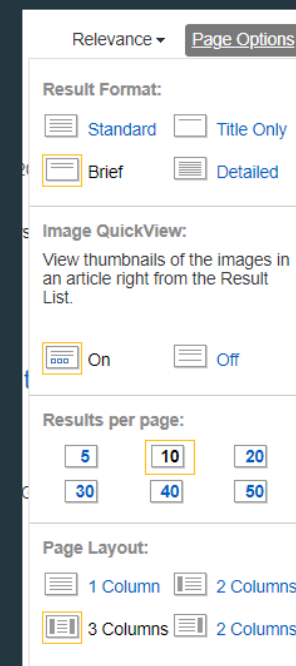 Relevance Page Options
Result Format:
Standard Title Only
Brief Detailed
Image QuickView:
View thumbnails of the images in
an article right from the Result
List.
On Off
Results per page:
5 10 20
30 40 50
Page Layout:
1 Column 2 Columns
3 Columns 2 Columns